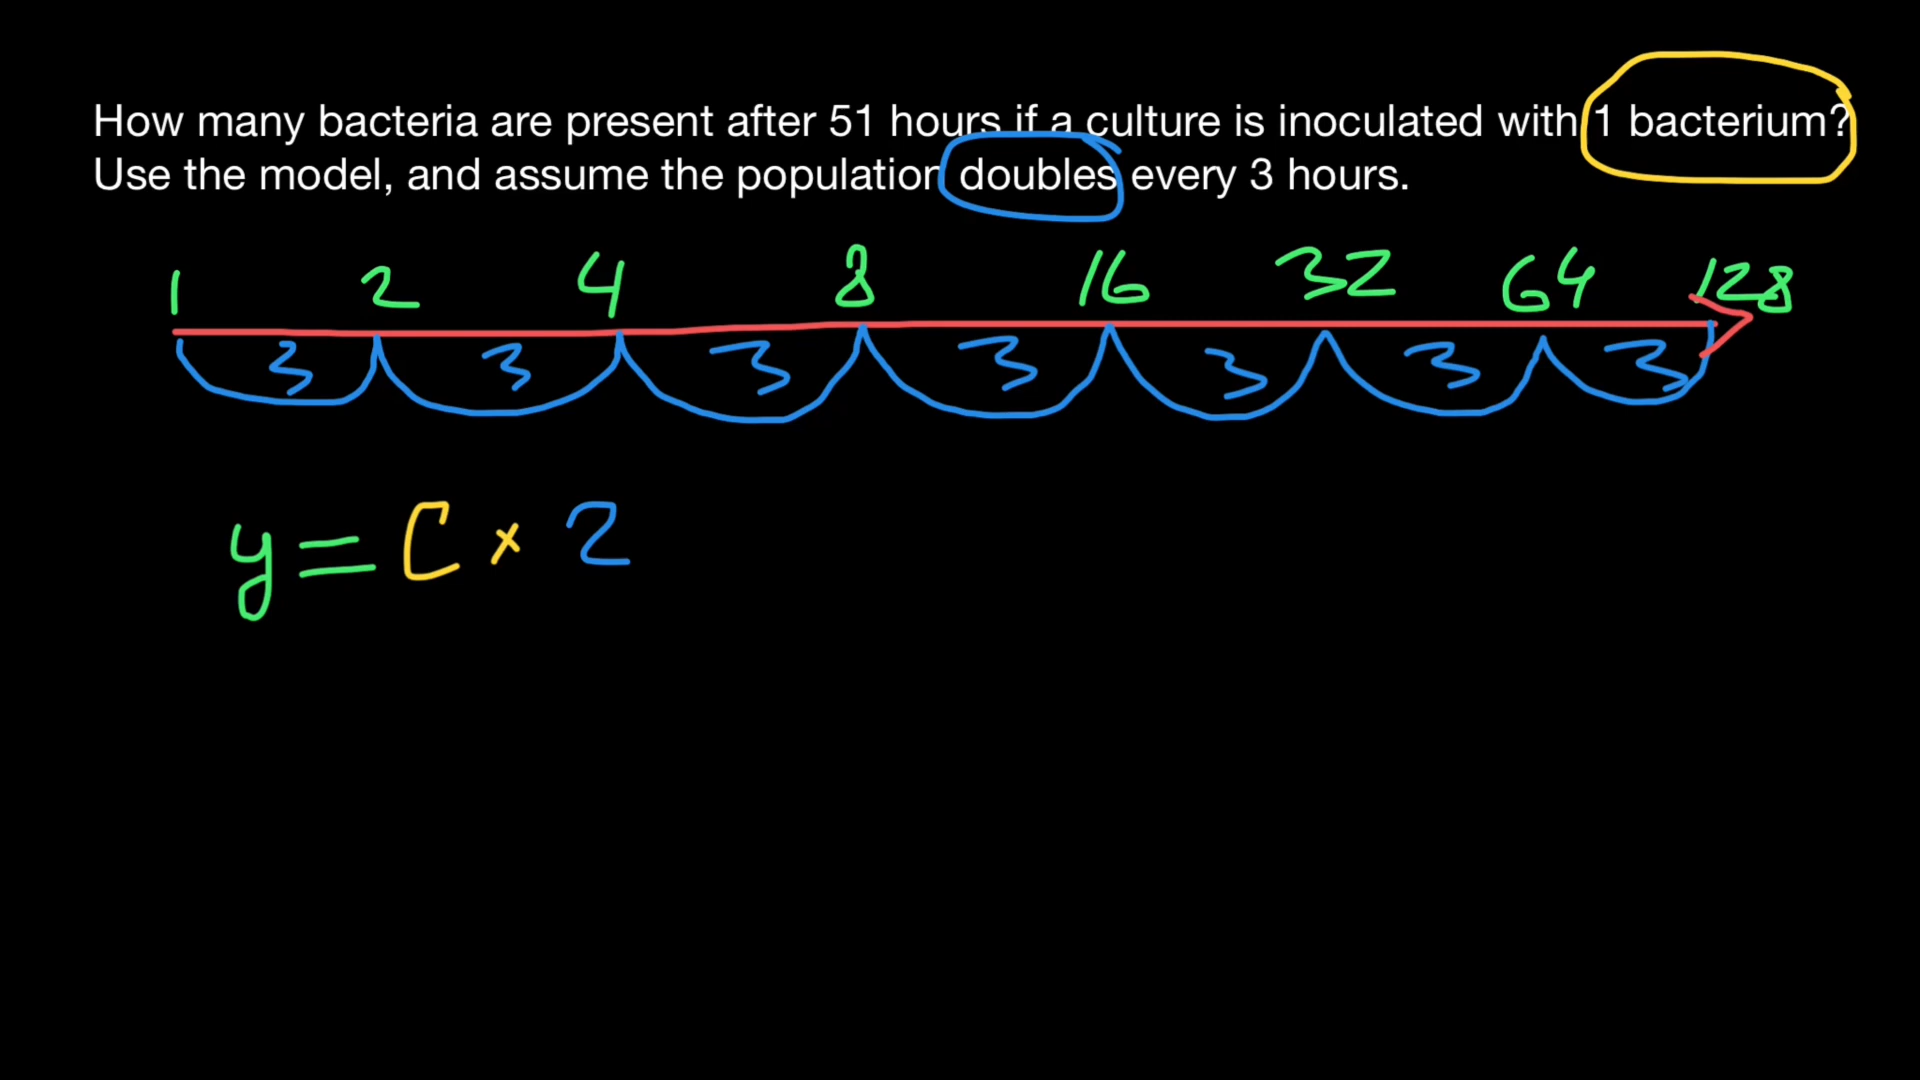 How many bacteria are present after 51 hours if a culture is inoculated with 1 bacterium?
Use the model, and assume the population doubles every 3 hours.
1 2 4 8 16 32 64 128
3 3 3 3 3 3 3
y = C × 2